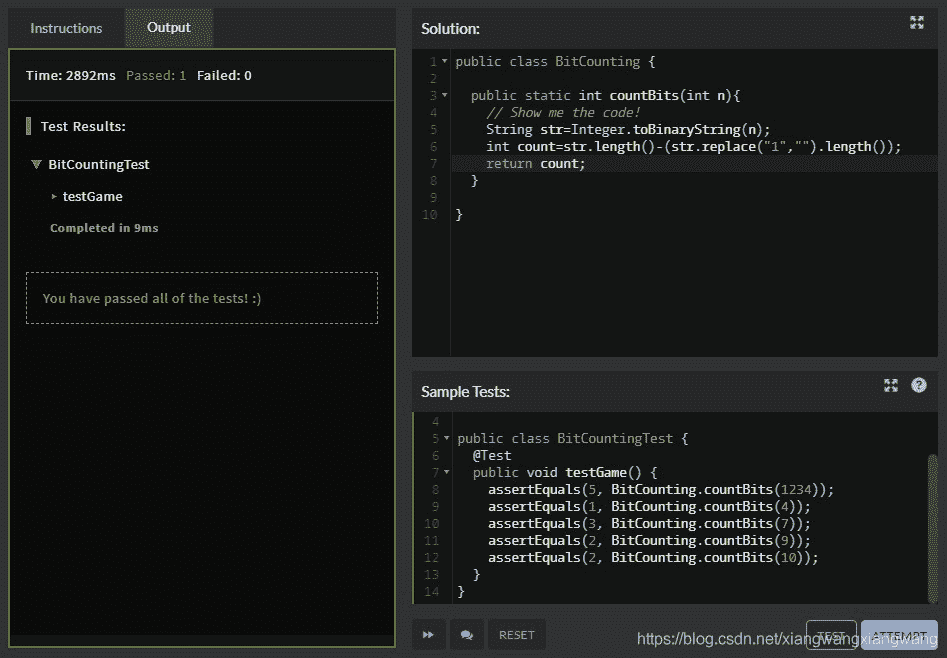 Instructions
Output
Time: 2892ms Passed: 1 Failed: 0
Test Results:
BitCountingTest
testGame
Completed in 9ms
You have passed all of the tests! :)
Solution:
1 public class BitCounting {
2
3 public static int countBits(int n){
4 // Show me the code!
5 String str=Integer.toBinaryString(n);
6 int count=str.length()-(str.replace("1","").length());
7 return count;
8 }
9
10 }
Sample Tests:
4
5 public class BitCountingTest {
6 @Test
7 public void testGame() {
8 assertEquals(5, BitCounting.countBits(1234));
9 assertEquals(1, BitCounting.countBits(4));
10 assertEquals(3, BitCounting.countBits(7));
11 assertEquals(2, BitCounting.countBits(9));
12 assertEquals(2, BitCounting.countBits(10));
13 }
14 }
RESET
TEST
ATTEMPT
https://blog.csdn.net/xiangwangxiangwang